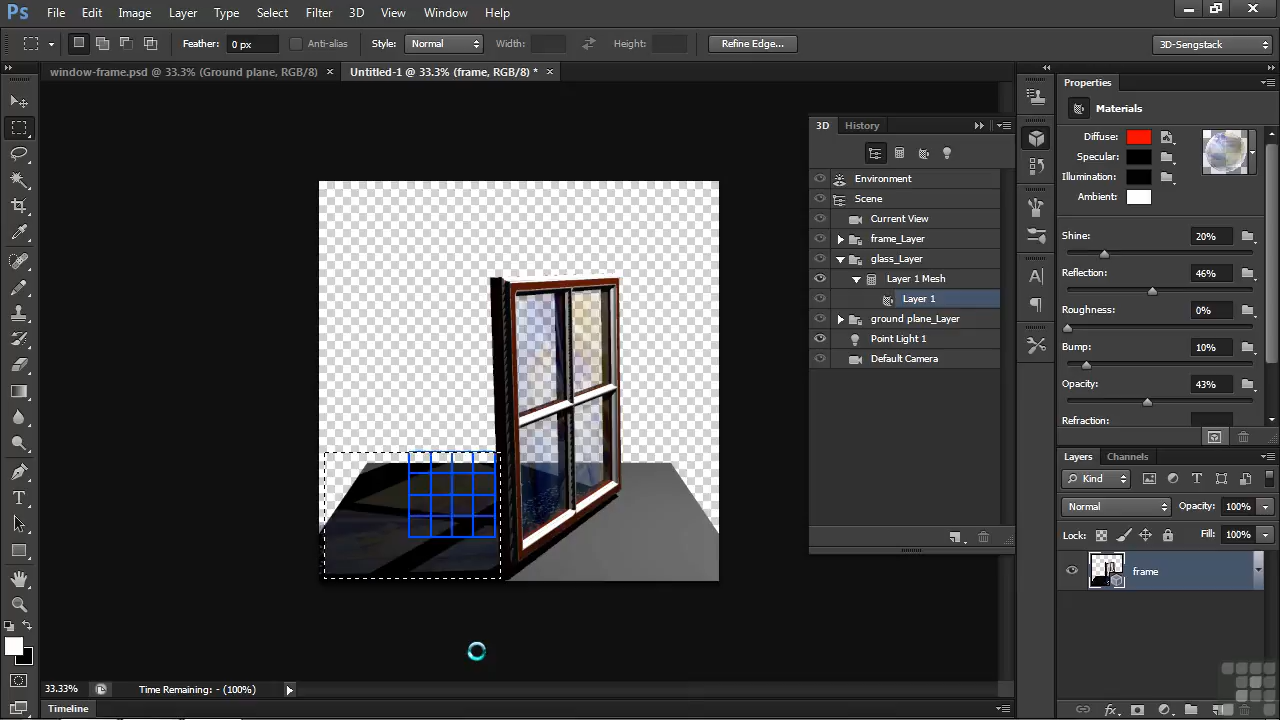 Ps File Edit Image Layer Type Select Filter 3D View Window Help
Feather: 0 px Anti-alias Style: Normal Width: Height: Refine Edge... 3D-Sengstack
window-frame.psd @ 33.3% (Ground plane, RGB/8) × Untitled-1 @ 33.3% (frame, RGB/8) * ×
3D History
Environment
Scene
Current View
frame_Layer
glass_Layer
Layer 1 Mesh
Layer 1
ground plane_Layer
Point Light 1
Default Camera
Properties
Materials
Diffuse:
Specular:
Illumination:
Ambient:
Shine: 20%
Reflection: 46%
Roughness: 0%
Bump: 10%
Opacity: 43%
Refraction:
Layers Channels
Kind
Normal Opacity: 100%
Lock: Fill: 100%
frame
33.33% Time Remaining: - (100%)
Timeline